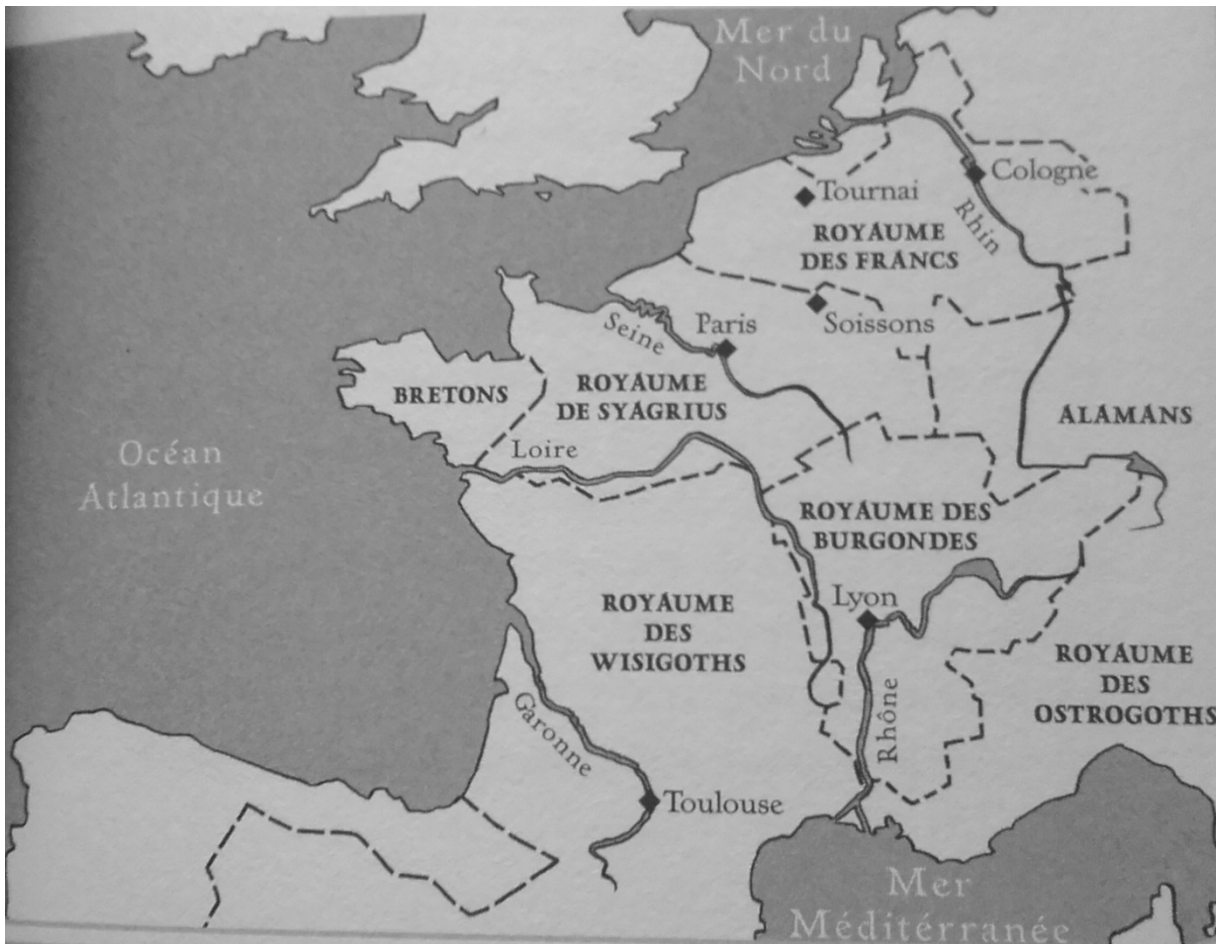 Mer du
Nord
Cologne
Tournai
Rhin
ROYAUME
DES FRANCS
Soissons
Seine
Paris
BRETONS
ROYAUME
DE SYAGRIUS
ALAMANS
Loire
Océan
Atlantique
ROYAUME DES
BURGONDES
Lyon
ROYAUME
DES
WISIGOTHS
ROYAUME
DES
OSTROGOTHS
Garonne
Rhône
Toulouse
Mer
Méditérranée